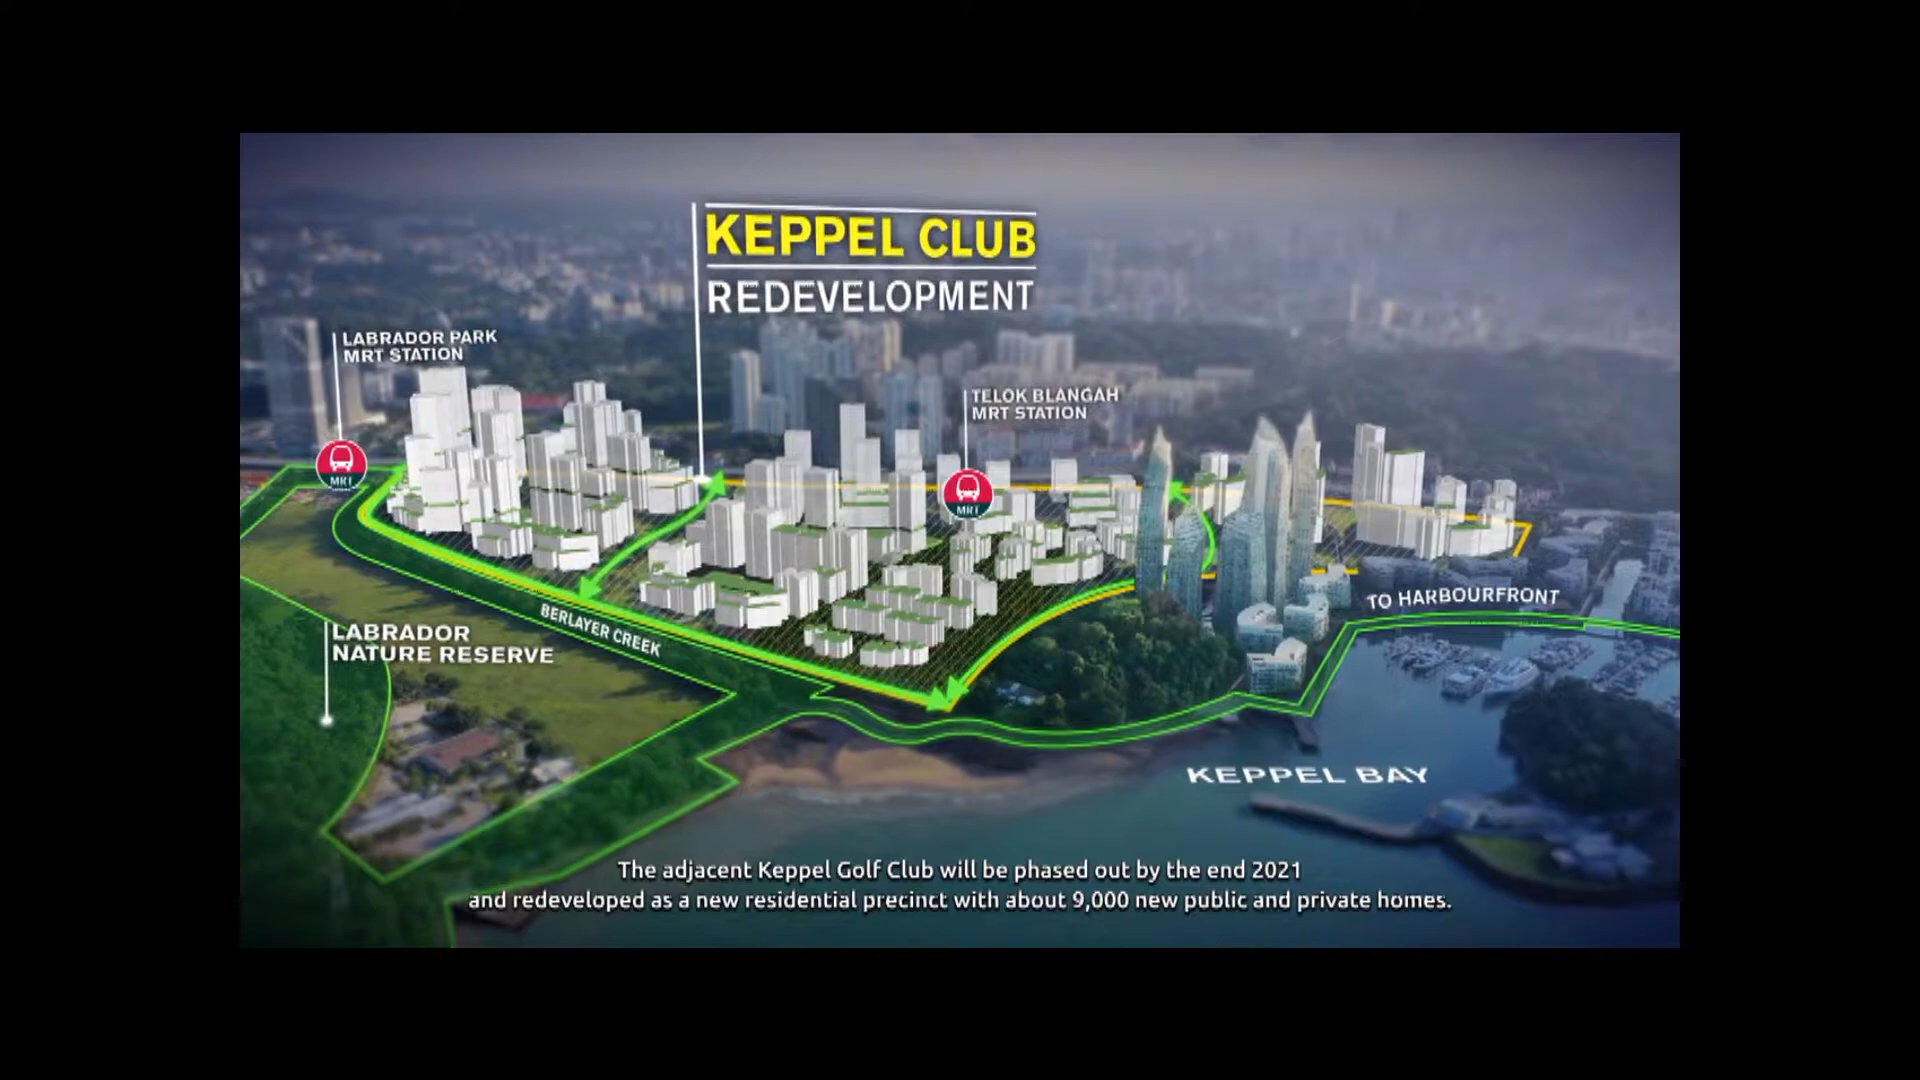 KEPPEL CLUB
REDEVELOPMENT
LABRADOR PARK
MRT STATION
TELOK BLANGAH
MRT STATION
MRT
MRT
TO HARBOURFRONT
BERLAYER CREEK
LABRADOR
NATURE RESERVE
KEPPEL BAY
The adjacent Keppel Golf Club will be phased out by the end 2021
and redeveloped as a new residential precinct with about 9,000 new public and private homes.